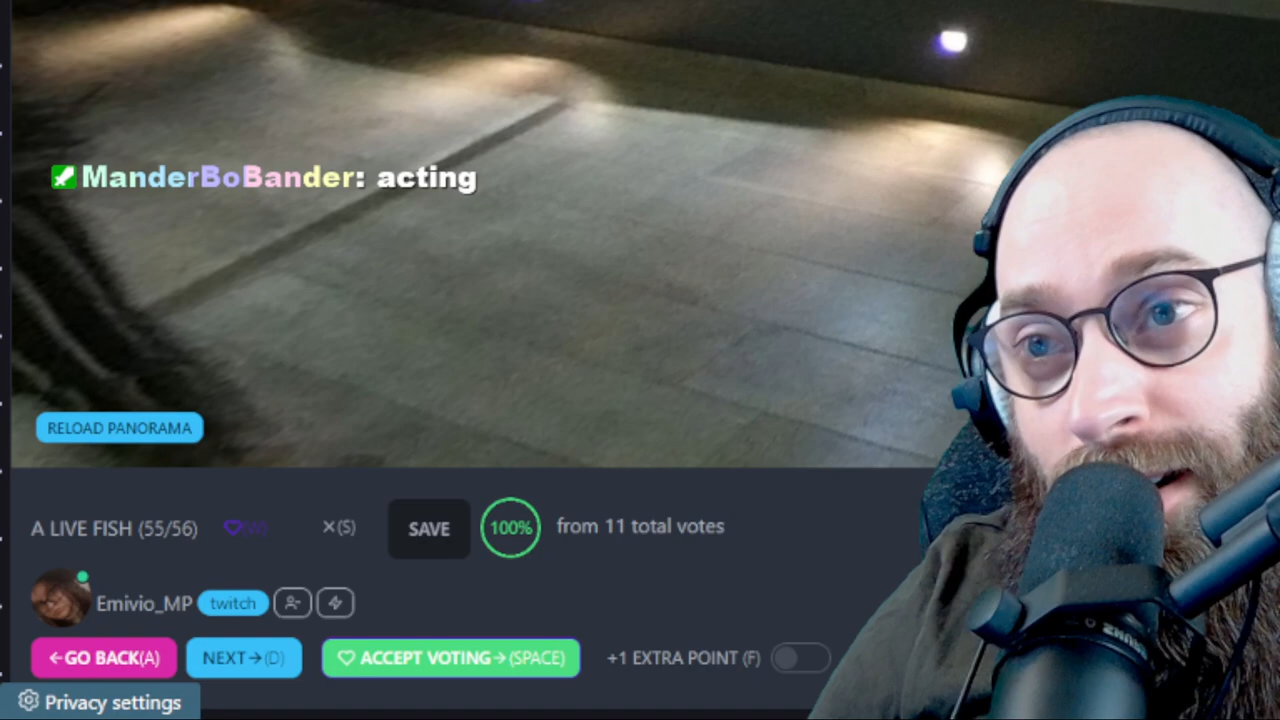 MandersBoBander: acting
RELOAD PANORAMA
A LIVE FISH (55/56) (W) ×(S) SAVE 100% from 11 total votes
Emivio_MP twitch
←GO BACK(A) NEXT→(D) ACCEPT VOTING→(SPACE) +1 EXTRA POINT (F)
Privacy settings